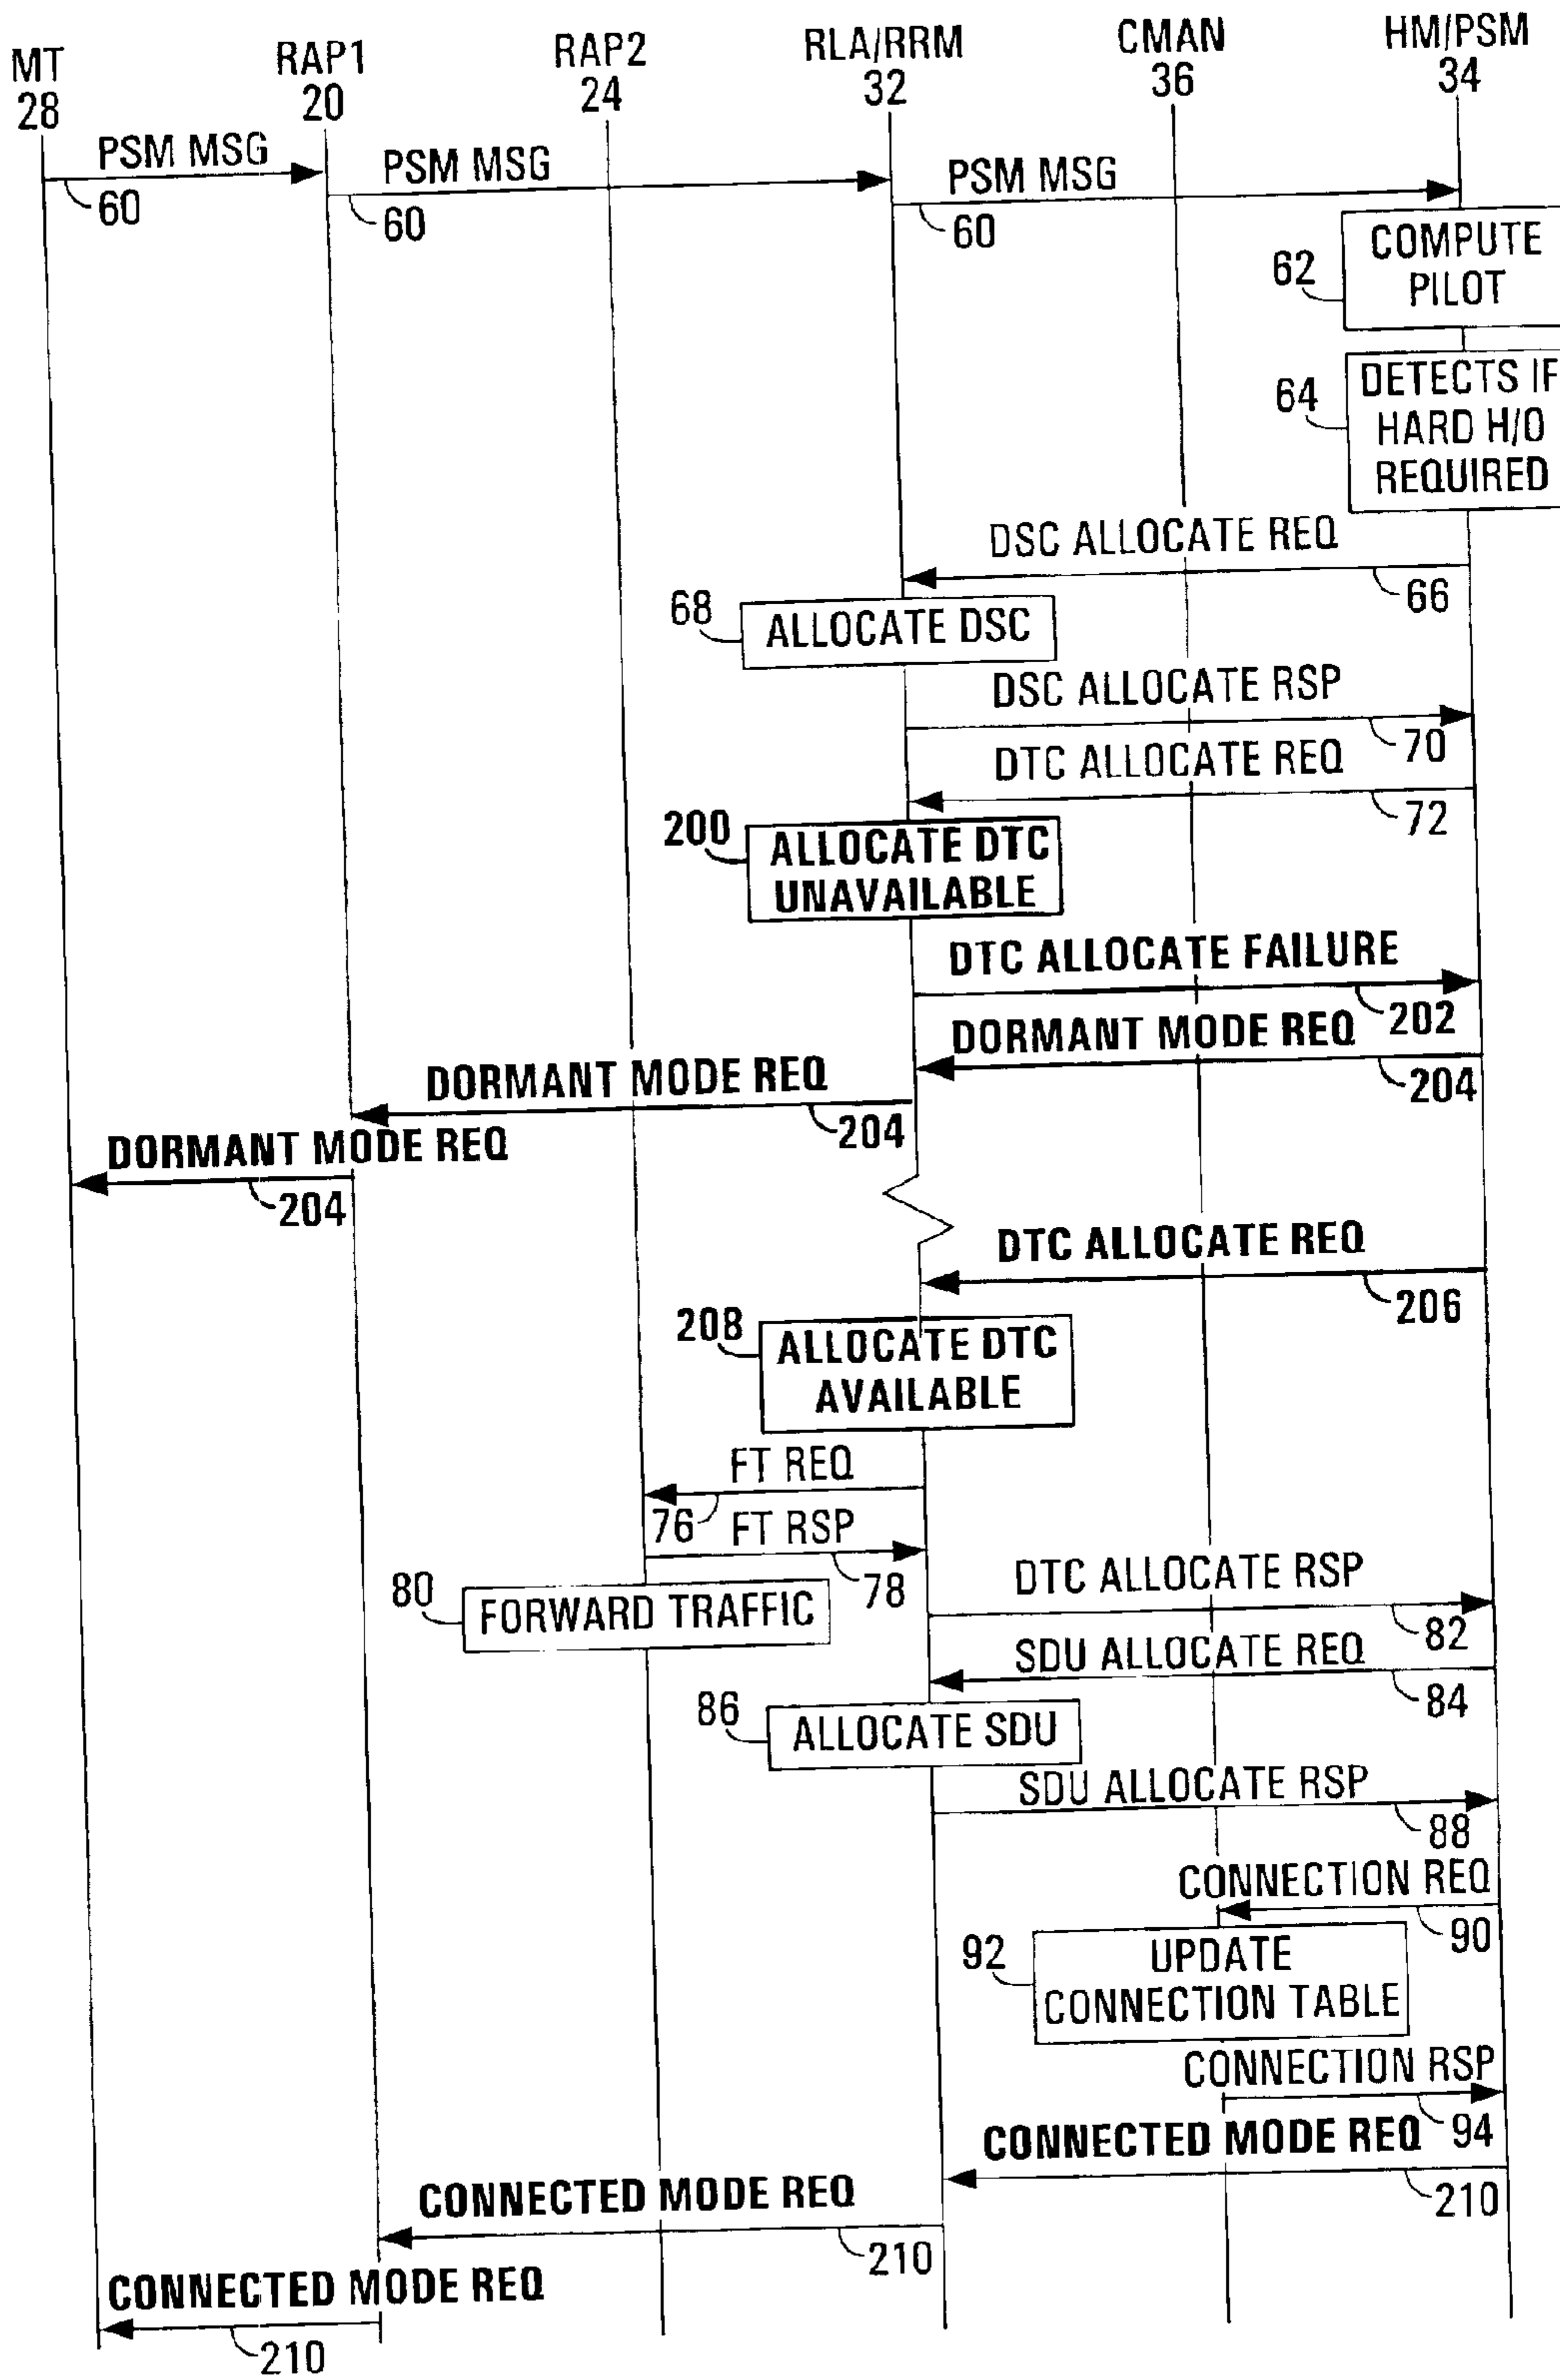 MT
28
RAP1
20
RAP2
24
RLA/RRM
32
CMAN
36
HM/PSM
34
PSM MSG
60
PSM MSG
60
PSM MSG
60
62
COMPUTE
PILOT
64
DETECTS IF
HARD H/O
REQUIRED
DSC ALLOCATE REQ
66
68
ALLOCATE DSC
DSC ALLOCATE RSP
70
DTC ALLOCATE REQ
72
200
ALLOCATE DTC
UNAVAILABLE
DTC ALLOCATE FAILURE
202
DORMANT MODE REQ
204
DORMANT MODE REQ
204
DORMANT MODE REQ
204
DTC ALLOCATE REQ
206
208
ALLOCATE DTC
AVAILABLE
FT REQ
76
FT RSP
78
80
FORWARD TRAFFIC
DTC ALLOCATE RSP
82
SDU ALLOCATE REQ
84
86
ALLOCATE SDU
SDU ALLOCATE RSP
88
CONNECTION REQ
90
92
UPDATE
CONNECTION TABLE
CONNECTION RSP
94
CONNECTED MODE REQ
210
CONNECTED MODE REQ
210
CONNECTED MODE REQ
210